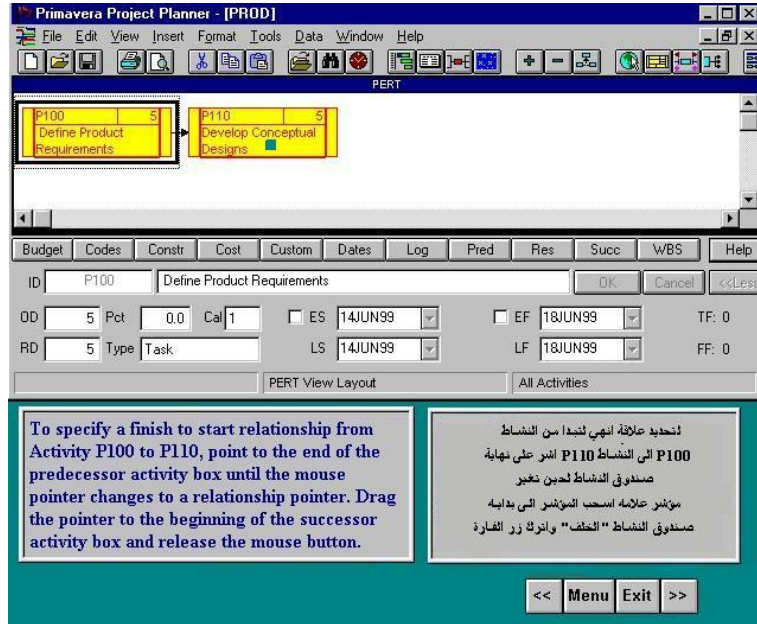 Primavera Project Planner - [PROD]
File Edit View Insert Format Tools Data Window Help
PERT
P100 5
Define Product
Requirements
P110 5
Develop Conceptual
Designs
Budget Codes Constr Cost Custom Dates Log Pred Res Succ WBS Help
ID P100 Define Product Requirements OK Cancel <<Less
OD 5 Pct 0.0 Cal 1 ES 14JUN99 EF 18JUN99 TF: 0
RD 5 Type Task LS 14JUN99 LF 18JUN99 FF: 0
PERT View Layout All Activities
To specify a finish to start relationship from
Activity P100 to P110, point to the end of the
predecessor activity box until the mouse
pointer changes to a relationship pointer. Drag
the pointer to the beginning of the successor
activity box and release the mouse button.
لتحديد علاقة انهي لتبدا من النشاط
P100 الى النشاط P110 اشر على نهاية
صندوق النشاط لحين تغير
مؤشر علامه اسحب المؤشر الى بدايه
صندوق النشاط "الخلف" واترك زر الفارة
<< Menu Exit >>